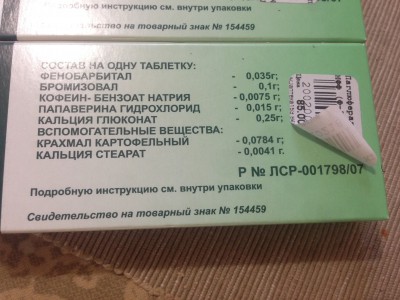 Подробную инструкцию см. внутри упаковки
Свидетельство на товарный знак № 154459
СОСТАВ НА ОДНУ ТАБЛЕТКУ:
ФЕНОБАРБИТАЛ - 0,035г;
БРОМИЗОВАЛ - 0,1г;
КОФЕИН- БЕНЗОАТ НАТРИЯ - 0,0075 г;
ПАПАВЕРИНА ГИДРОХЛОРИД - 0,015 г;
КАЛЬЦИЯ ГЛЮКОНАТ - 0,25г;
ВСПОМОГАТЕЛЬНЫЕ ВЕЩЕСТВА:
КРАХМАЛ КАРТОФЕЛЬНЫЙ - 0,0784 г;
КАЛЬЦИЯ СТЕАРАТ - 0,0041 г.
Р № ЛСР-001798/07
Подробную инструкцию см. внутри упаковки
Свидетельство на товарный знак № 154459